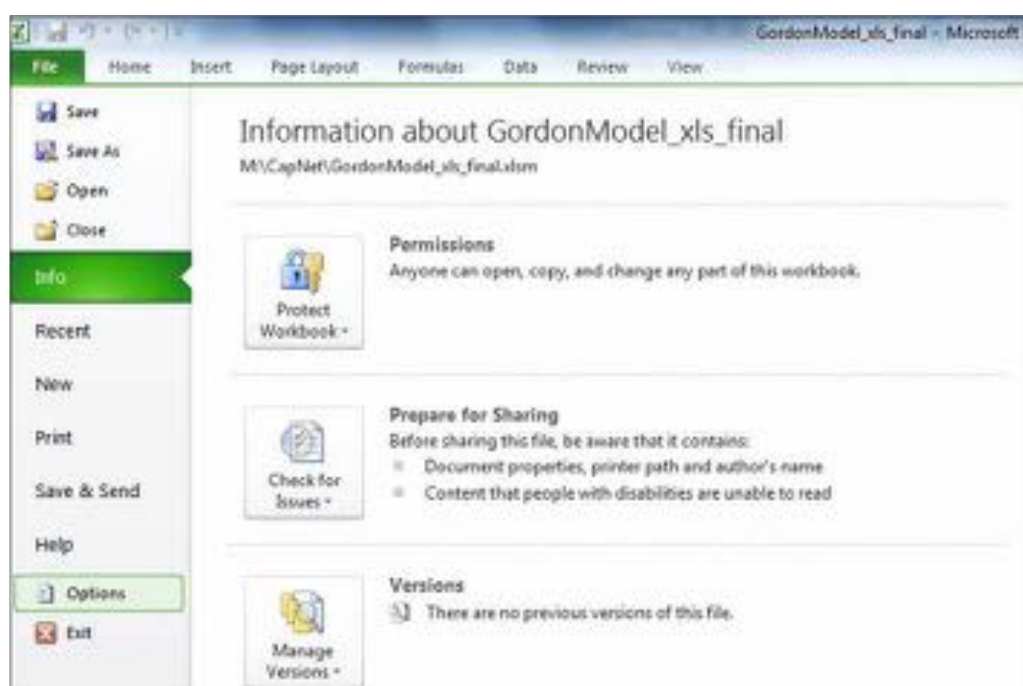 GordonModel_xls_final - Microsoft
File Home Insert Page Layout Formulas Data Review View
Save
Save As
Open
Close
Info
Recent
New
Print
Save & Send
Help
Options
Exit
Information about GordonModel_xls_final
M:\CapNet\GordonModel_xls_final.xlsm
Protect
Workbook
Permissions
Anyone can open, copy, and change any part of this workbook.
Check for
Issues
Prepare for Sharing
Before sharing this file, be aware that it contains:
Document properties, printer path and author's name
Content that people with disabilities are unable to read
Manage
Versions
Versions
There are no previous versions of this file.